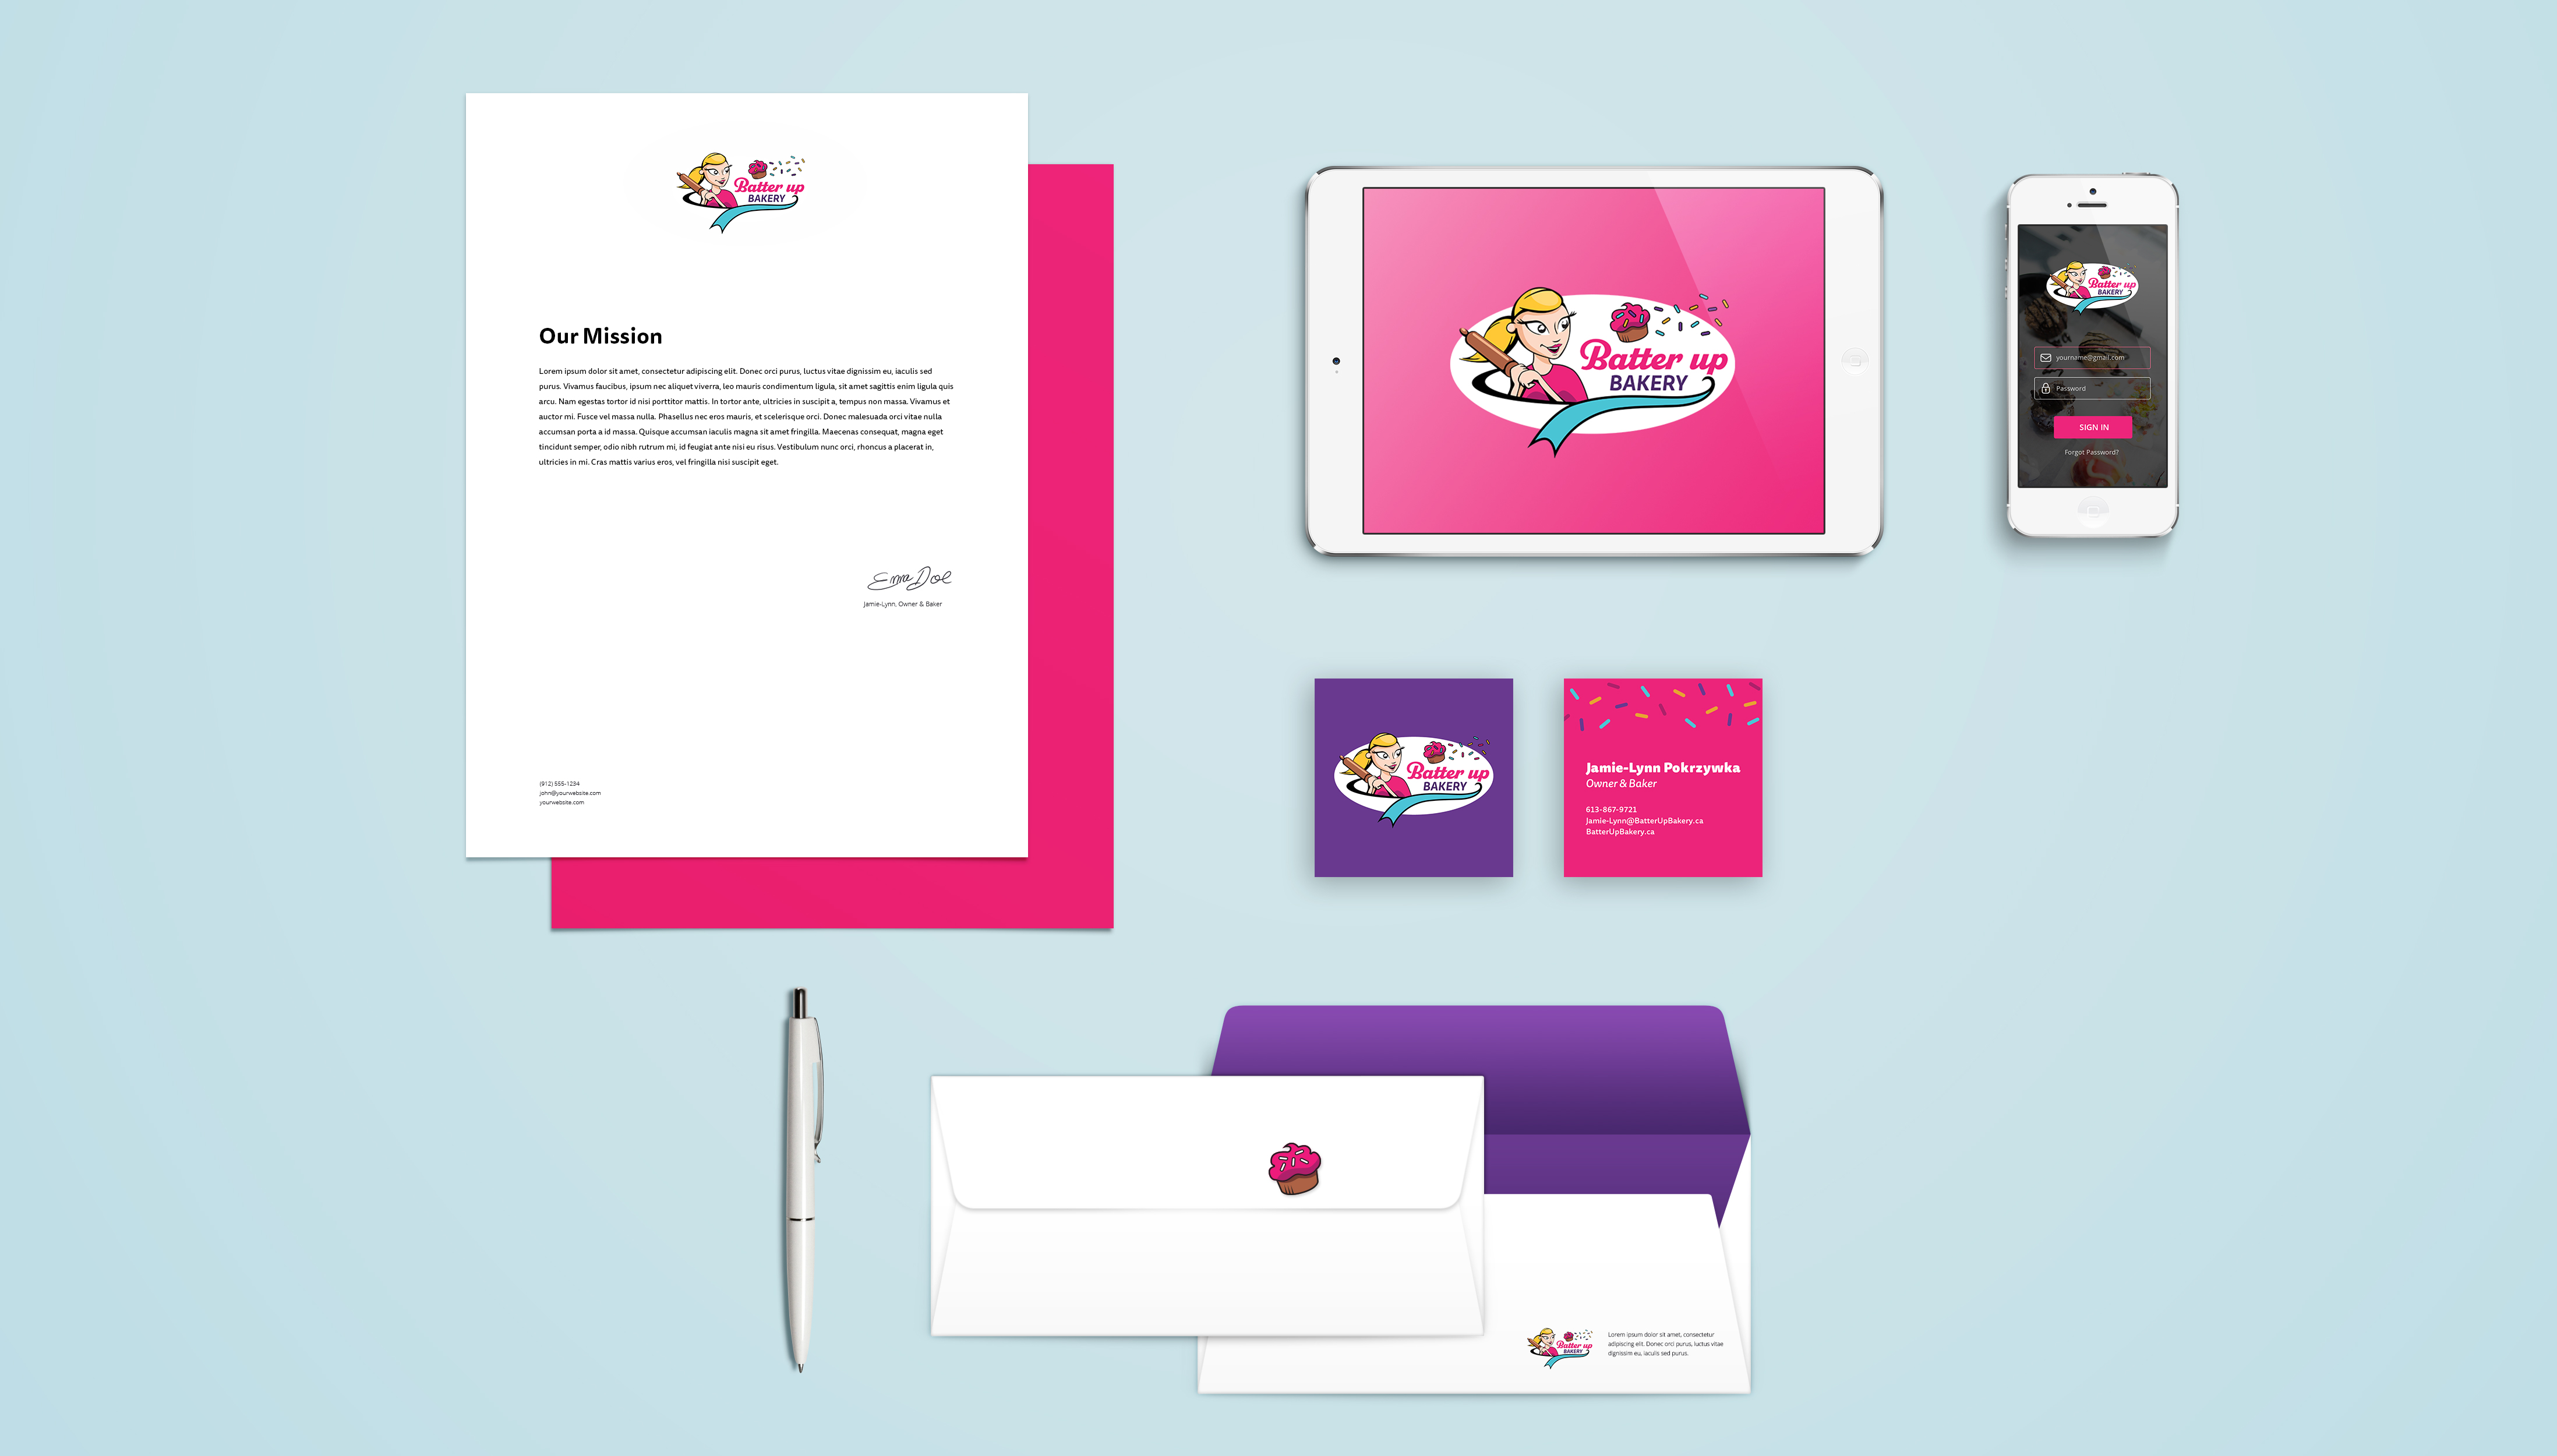 Batter up
BAKERY
Our Mission
Lorem ipsum dolor sit amet, consectetur adipiscing elit. Donec orci purus, luctus vitae dignissim eu, iaculis sed
purus. Vivamus faucibus, ipsum nec aliquet viverra, leo mauris condimentum ligula, sit amet sagittis enim ligula quis
arcu. Nam egestas tortor id nisi porttitor mattis. In tortor ante, ultricies in suscipit a, tempus non massa. Vivamus et
auctor mi. Fusce vel massa nulla. Phasellus nec eros mauris, et scelerisque orci. Donec malesuada orci vitae nulla
accumsan porta a id massa. Quisque accumsan iaculis magna sit amet fringilla. Maecenas consequat, magna eget
tincidunt semper, odio nibh rutrum mi, id feugiat ante nisi eu risus. Vestibulum nunc orci, rhoncus a placerat in,
ultricies in mi. Cras mattis varius eros, vel fringilla nisi suscipit eget.
Emma Doe
Jamie-Lynn, Owner & Baker
(912) 555-1234
john@yourwebsite.com
yourwebsite.com
Batter up
BAKERY
Batter up
BAKERY
yourname@gmail.com
Password
SIGN IN
Forgot Password?
Batter up
BAKERY
Jamie-Lynn Pokrzywka
Owner & Baker
613-867-9721
Jamie-Lynn@BatterUpBakery.ca
BatterUpBakery.ca
Batter up
BAKERY
Lorem ipsum dolor sit amet, consectetur
adipiscing elit. Donec orci purus, luctus vitae
dignissim eu, iaculis sed purus.